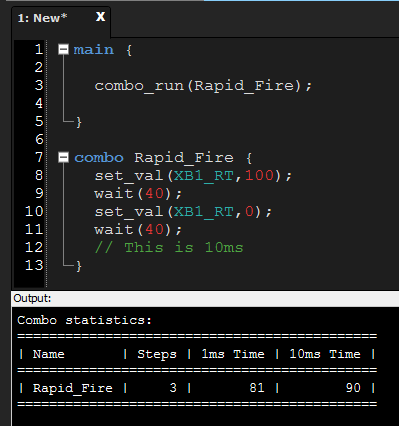 1: New* X
1 main {
2
3 combo_run(Rapid_Fire);
4
5 }
6
7 combo Rapid_Fire {
8 set_val(XB1_RT,100);
9 wait(40);
10 set_val(XB1_RT,0);
11 wait(40);
12 // This is 10ms
13 }
Output:
Combo statistics:
=============================================
| Name | Steps | 1ms Time | 10ms Time |
=============================================
| Rapid_Fire | 3 | 81 | 90 |
=============================================